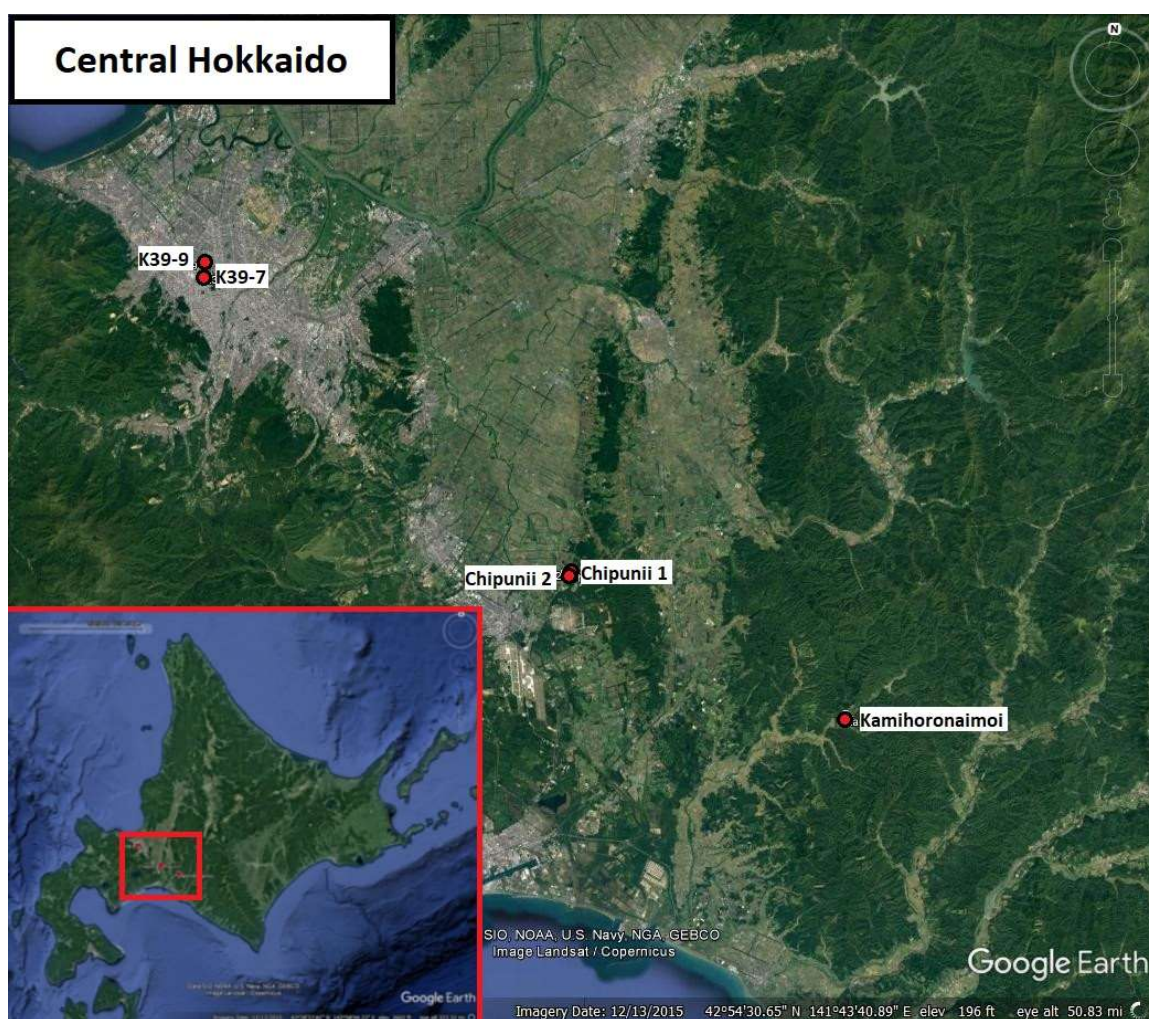 Central Hokkaido
N
K39-9
K39-7
Chipunii 2
Chipunii 1
Kamihoronaimoi
SIO, NOAA, U.S. Navy, NGA, GEBCO
Image Landsat / Copernicus
Google Earth
Google Earth
Imagery Date: 12/13/2015 42°54'30.65" N 141°43'40.89" E elev 196 ft eye alt 50.83 mi